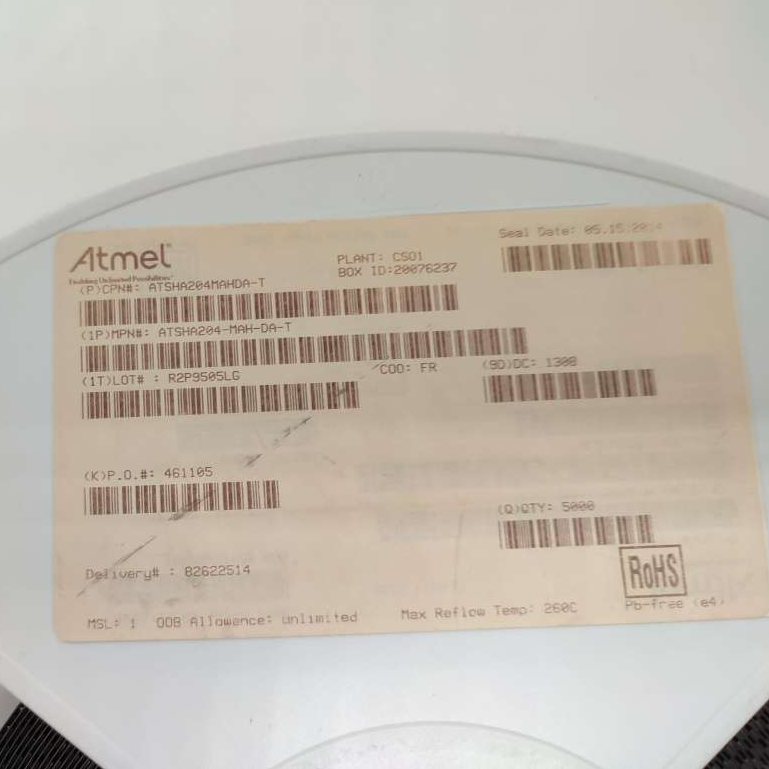 Atmel
Enabling Unlimited Possibilities
Seal Date: 05.15.2014
PLANT: CSO1
BOX ID:20076237
(P)CPN#: ATSHA204MAHDA-T
(1P)MPN#: ATSHA204-MAH-DA-T
(1T)LOT# : R2P9505LG
COO: FR
(9D)DC: 1308
(K)P.O.#: 461105
(Q)QTY: 5000
Delivery# : 82622514
RoHS
Pb-free (e4)
MSL: 1 OOB Allowance: unlimited
Max Reflow Temp: 260C